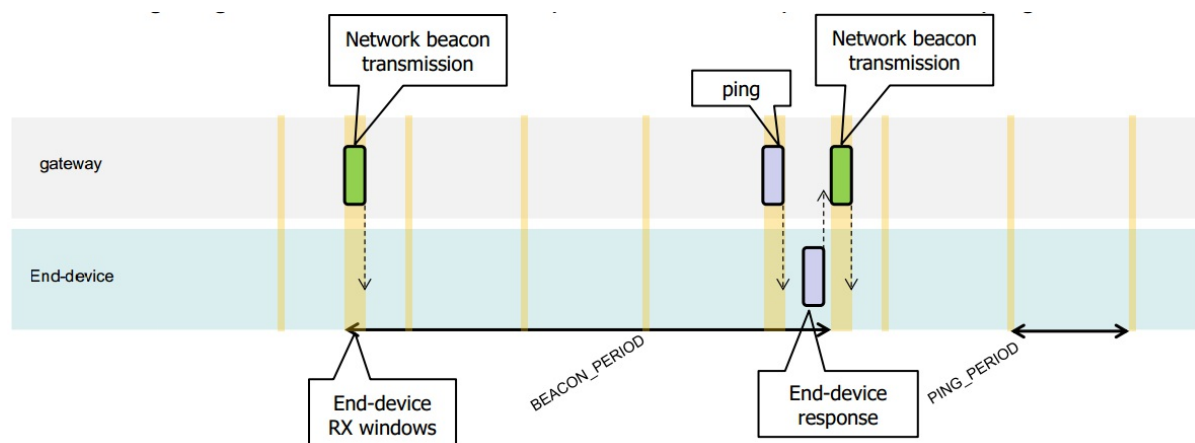 Network beacon
transmission
Network beacon
transmission
ping
gateway
End-device
BEACON_PERIOD
PING_PERIOD
End-device
RX windows
End-device
response